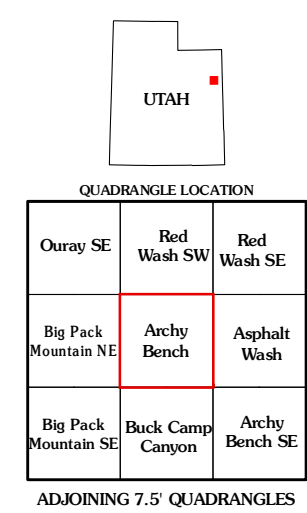 UTAH
QUADRANGLE LOCATION
Ouray SE
Red
Wash SW
Red
Wash SE
Big Pack
Mountain NE
Archy
Bench
Asphalt
Wash
Big Pack
Mountain SE
Buck Camp
Canyon
Archy
Bench SE
ADJOINING 7.5' QUADRANGLES